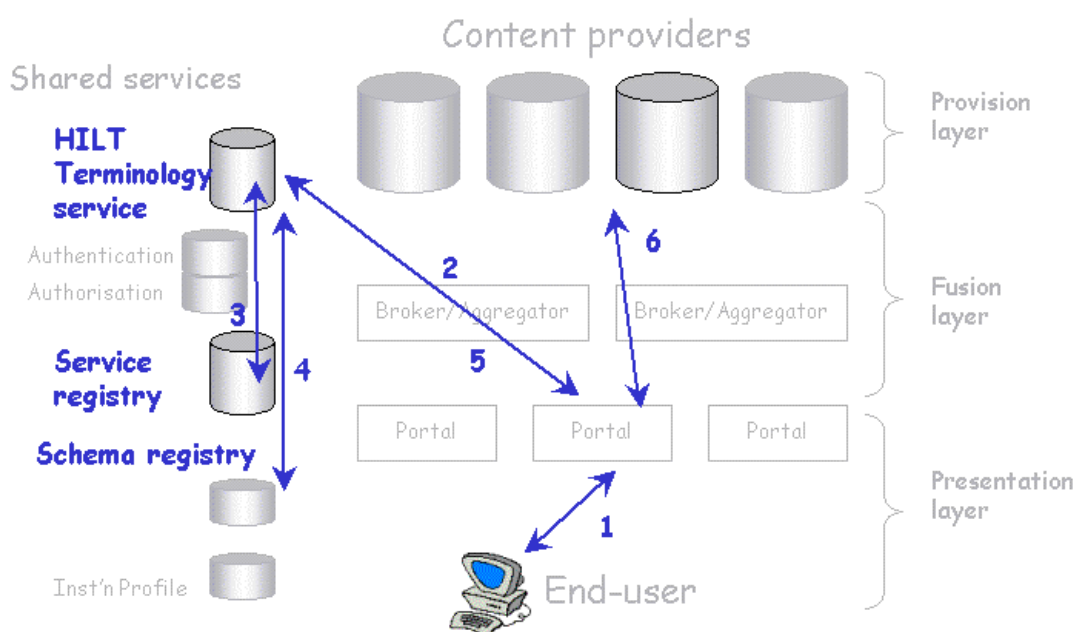 Content providers
Shared services
Provision
layer
HILT
Terminology
service
Authentication
Authorisation
2
6
3
Broker/Aggregator
Broker/Aggregator
Fusion
layer
Service
registry
4
5
Portal
Portal
Portal
Schema registry
Presentation
layer
1
Inst'n Profile
End-user